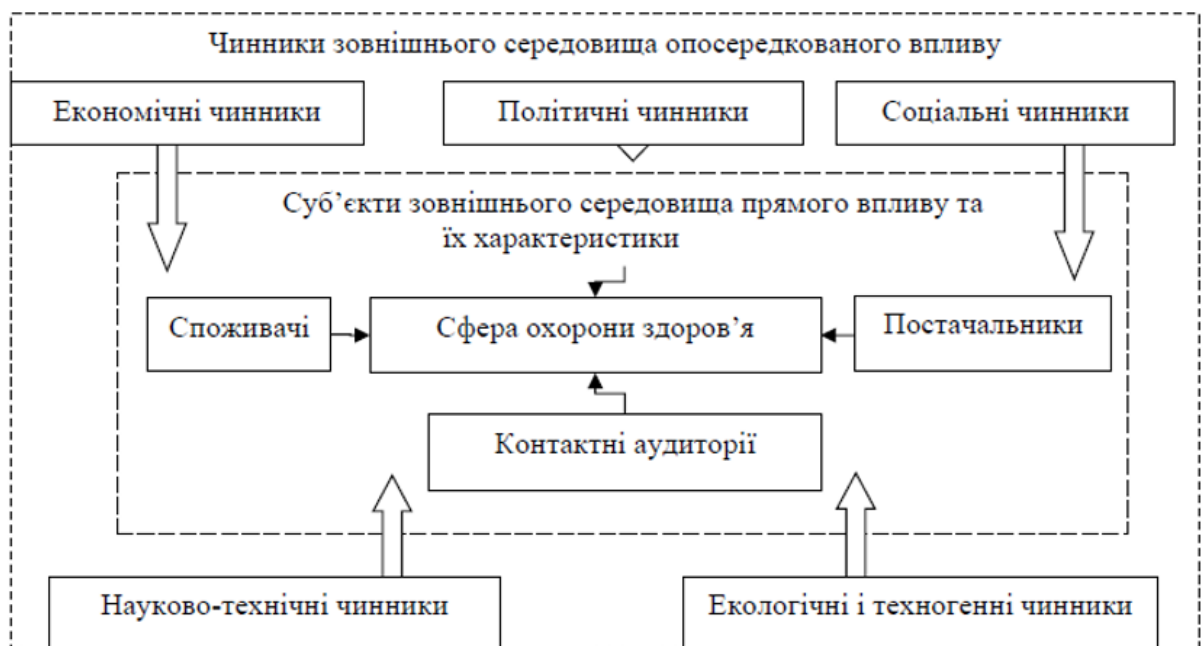 Чинники зовнішнього середовища опосередкованого впливу
Економічні чинники
Політичні чинники
Соціальні чинники
Суб’єкти зовнішнього середовища прямого впливу та
їх характеристики
Споживачі
Сфера охорони здоров’я
Постачальники
Контактні аудиторії
Науково-технічні чинники
Екологічні і техногенні чинники